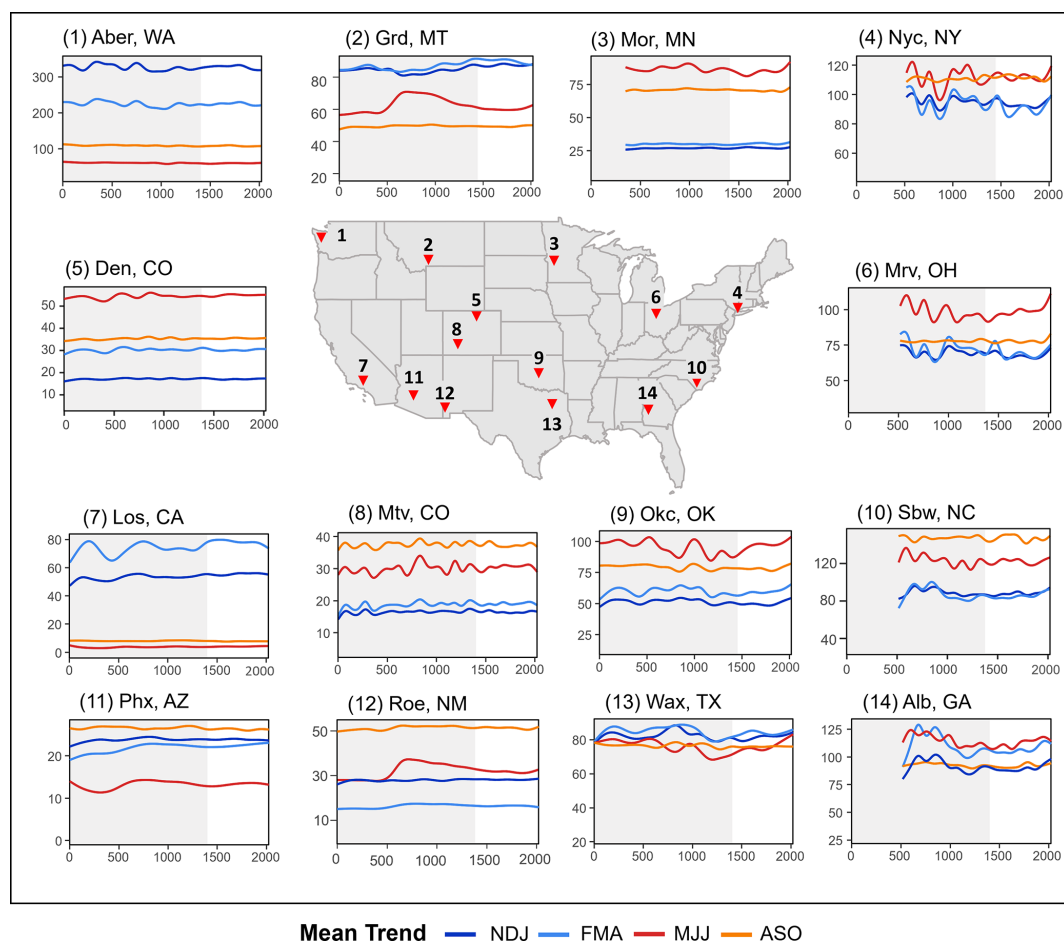 (1) Aber, WA
300
200
100
0 500 1000 1500 2000
(2) Grd, MT
80
60
40
20
0 500 1000 1500 2000
(3) Mor, MN
75
50
25
0 500 1000 1500 2000
(4) Nyc, NY
120
100
80
60
0 500 1000 1500 2000
(5) Den, CO
50
40
30
20
10
0 500 1000 1500 2000
1
2
3
4
5
6
7
8
9
10
11
12
13
14
(6) Mrv, OH
100
75
50
0 500 1000 1500 2000
(7) Los, CA
80
60
40
20
0
0 500 1000 1500 2000
(8) Mtv, CO
40
30
20
10
0 500 1000 1500 2000
(9) Okc, OK
100
75
50
25
0 500 1000 1500 2000
(10) Sbw, NC
120
80
40
0 500 1000 1500 2000
(11) Phx, AZ
20
10
0
0 500 1000 1500 2000
(12) Roe, NM
50
30
10
0 500 1000 1500 2000
(13) Wax, TX
80
60
40
20
0 500 1000 1500 2000
(14) Alb, GA
125
100
75
50
25
0 500 1000 1500 2000
Mean Trend NDJ FMA MJJ ASO